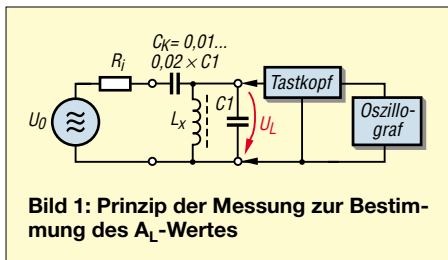 C_K= 0,01...
0,02 × C1
R_i
U_0
L_x
C1
U_L
Tastkopf
Oszillo-
graf
Bild 1: Prinzip der Messung zur Bestim-
mung des A_L-Wertes